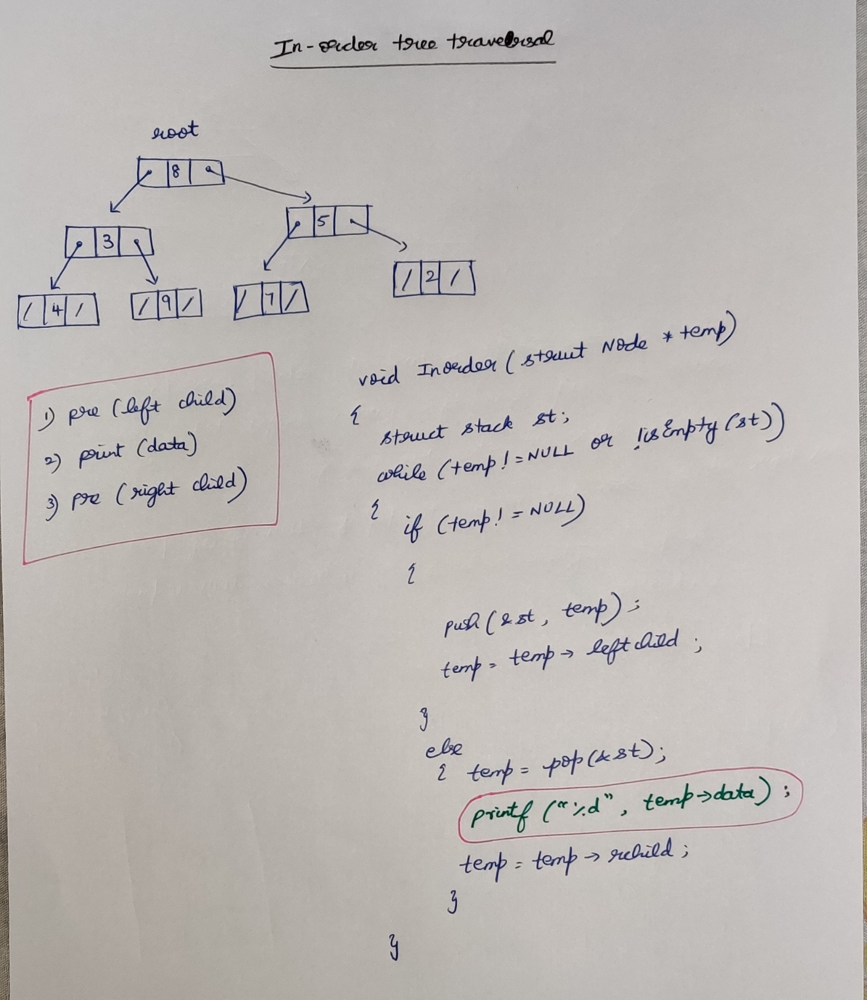 In-order tree traversal
root
8
5
3
/ 2 /
/ 4 /
/ 9 /
/ 7 /
1) pre (left child)
2) print (data)
3) pre (right child)
void Inorder (struct Node * temp)
{
struct stack st;
while (temp != NULL or !isEmpty (st))
{
if (temp != NULL)
{
push (&st, temp);
temp = temp → left child ;
}
else
{ temp = pop (&st);
printf ("%d", temp→data) ;
temp = temp → rchild ;
}
}